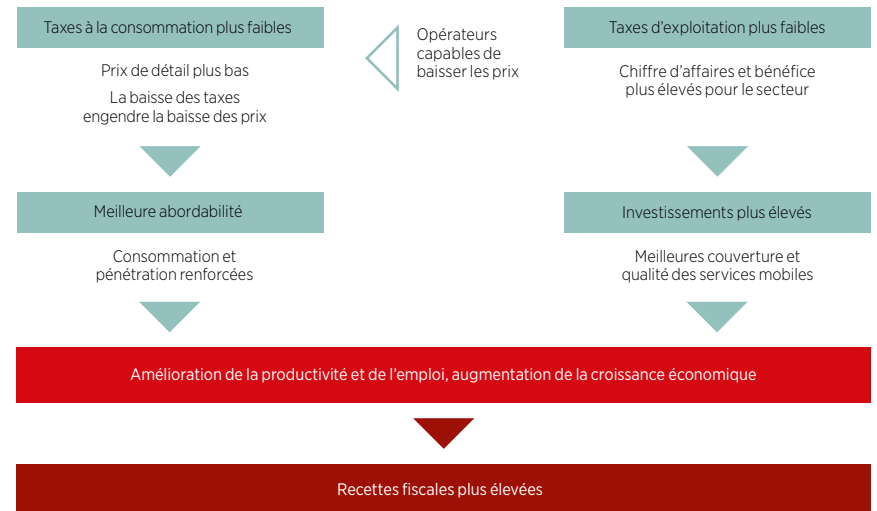 Taxes à la consommation plus faibles
Prix de détail plus bas
La baisse des taxes
engendre la baisse des prix
Opérateurs
capables de
baisser les prix
Taxes d’exploitation plus faibles
Chiffre d’affaires et bénéfice
plus élevés pour le secteur
Meilleure abordabilité
Consommation et
pénétration renforcées
Investissements plus élevés
Meilleures couverture et
qualité des services mobiles
Amélioration de la productivité et de l’emploi, augmentation de la croissance économique
Recettes fiscales plus élevées